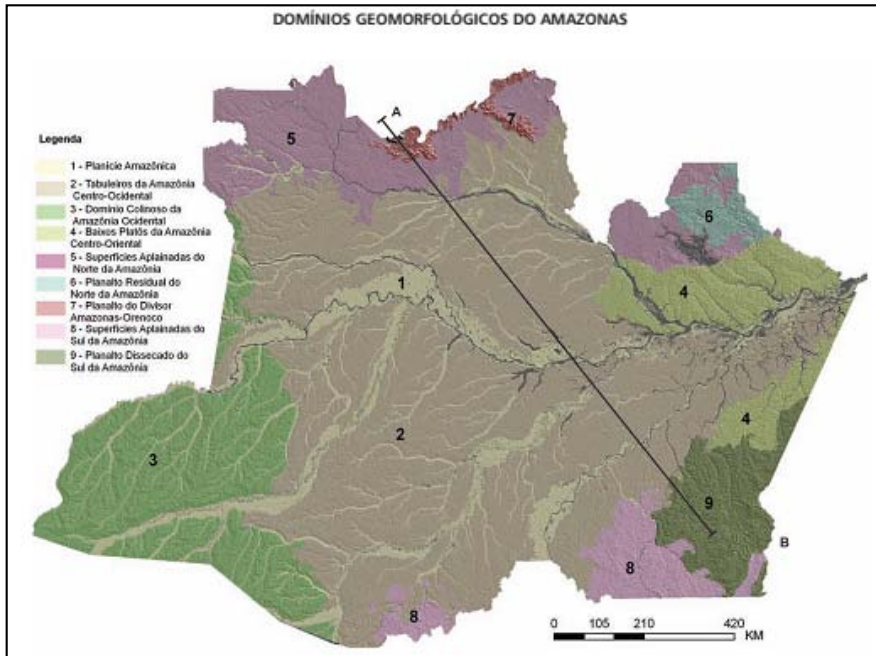 DOMÍNIOS GEOMORFOLÓGICOS DO AMAZONAS
A
7
5
Legenda
1 - Planície Amazônica
2 - Tabuleiros da Amazônia
Centro-Ocidental
3 - Domínio Colinoso da
Amazônia Ocidental
4 - Baixos Platôs da Amazônia
Centro-Oriental
5 - Superfícies Aplainadas do
Norte da Amazônia
6 - Planalto Residual do
Norte da Amazônia
7 - Planalto do Divisor
Amazonas-Orenoco
8 - Superfícies Aplainadas do
Sul da Amazônia
9 - Planalto Dissecado do
Sul da Amazônia
6
1
4
4
2
3
9
B
8
8
0 105 210 420
KM